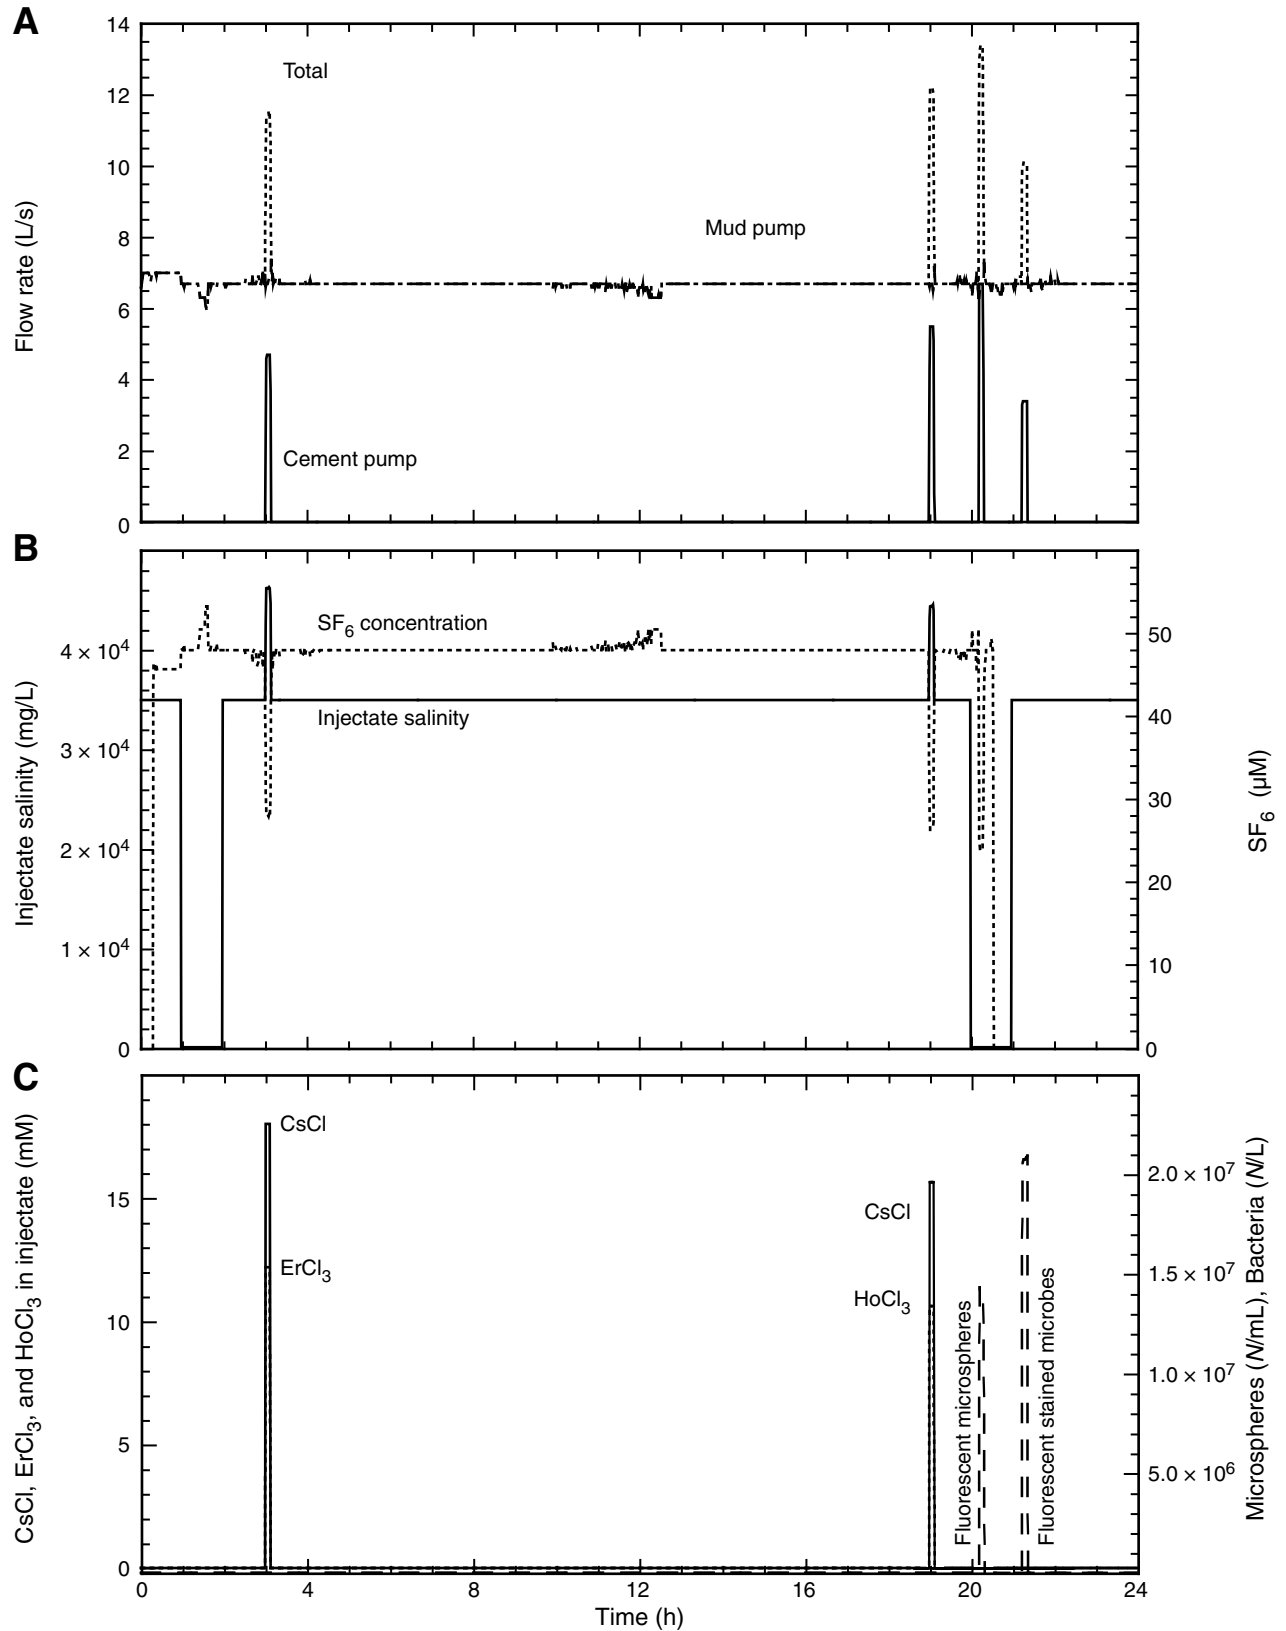 A
14
12
10
8
6
4
2
0
Flow rate (L/s)
Total
Mud pump
Cement pump
B
4 × 10⁴
3 × 10⁴
2 × 10⁴
1 × 10⁴
0
Injectate salinity (mg/L)
SF₆ concentration
Injectate salinity
50
40
30
20
10
0
SF₆ (µM)
C
15
10
5
0
CsCl, ErCl₃, and HoCl₃ in injectate (mM)
CsCl
ErCl₃
CsCl
HoCl₃
Fluorescent microspheres
Fluorescent stained microbes
2.0 × 10⁷
1.5 × 10⁷
1.0 × 10⁷
5.0 × 10⁶
Microspheres (N/mL), Bacteria (N/L)
0 4 8 12 16 20 24
Time (h)